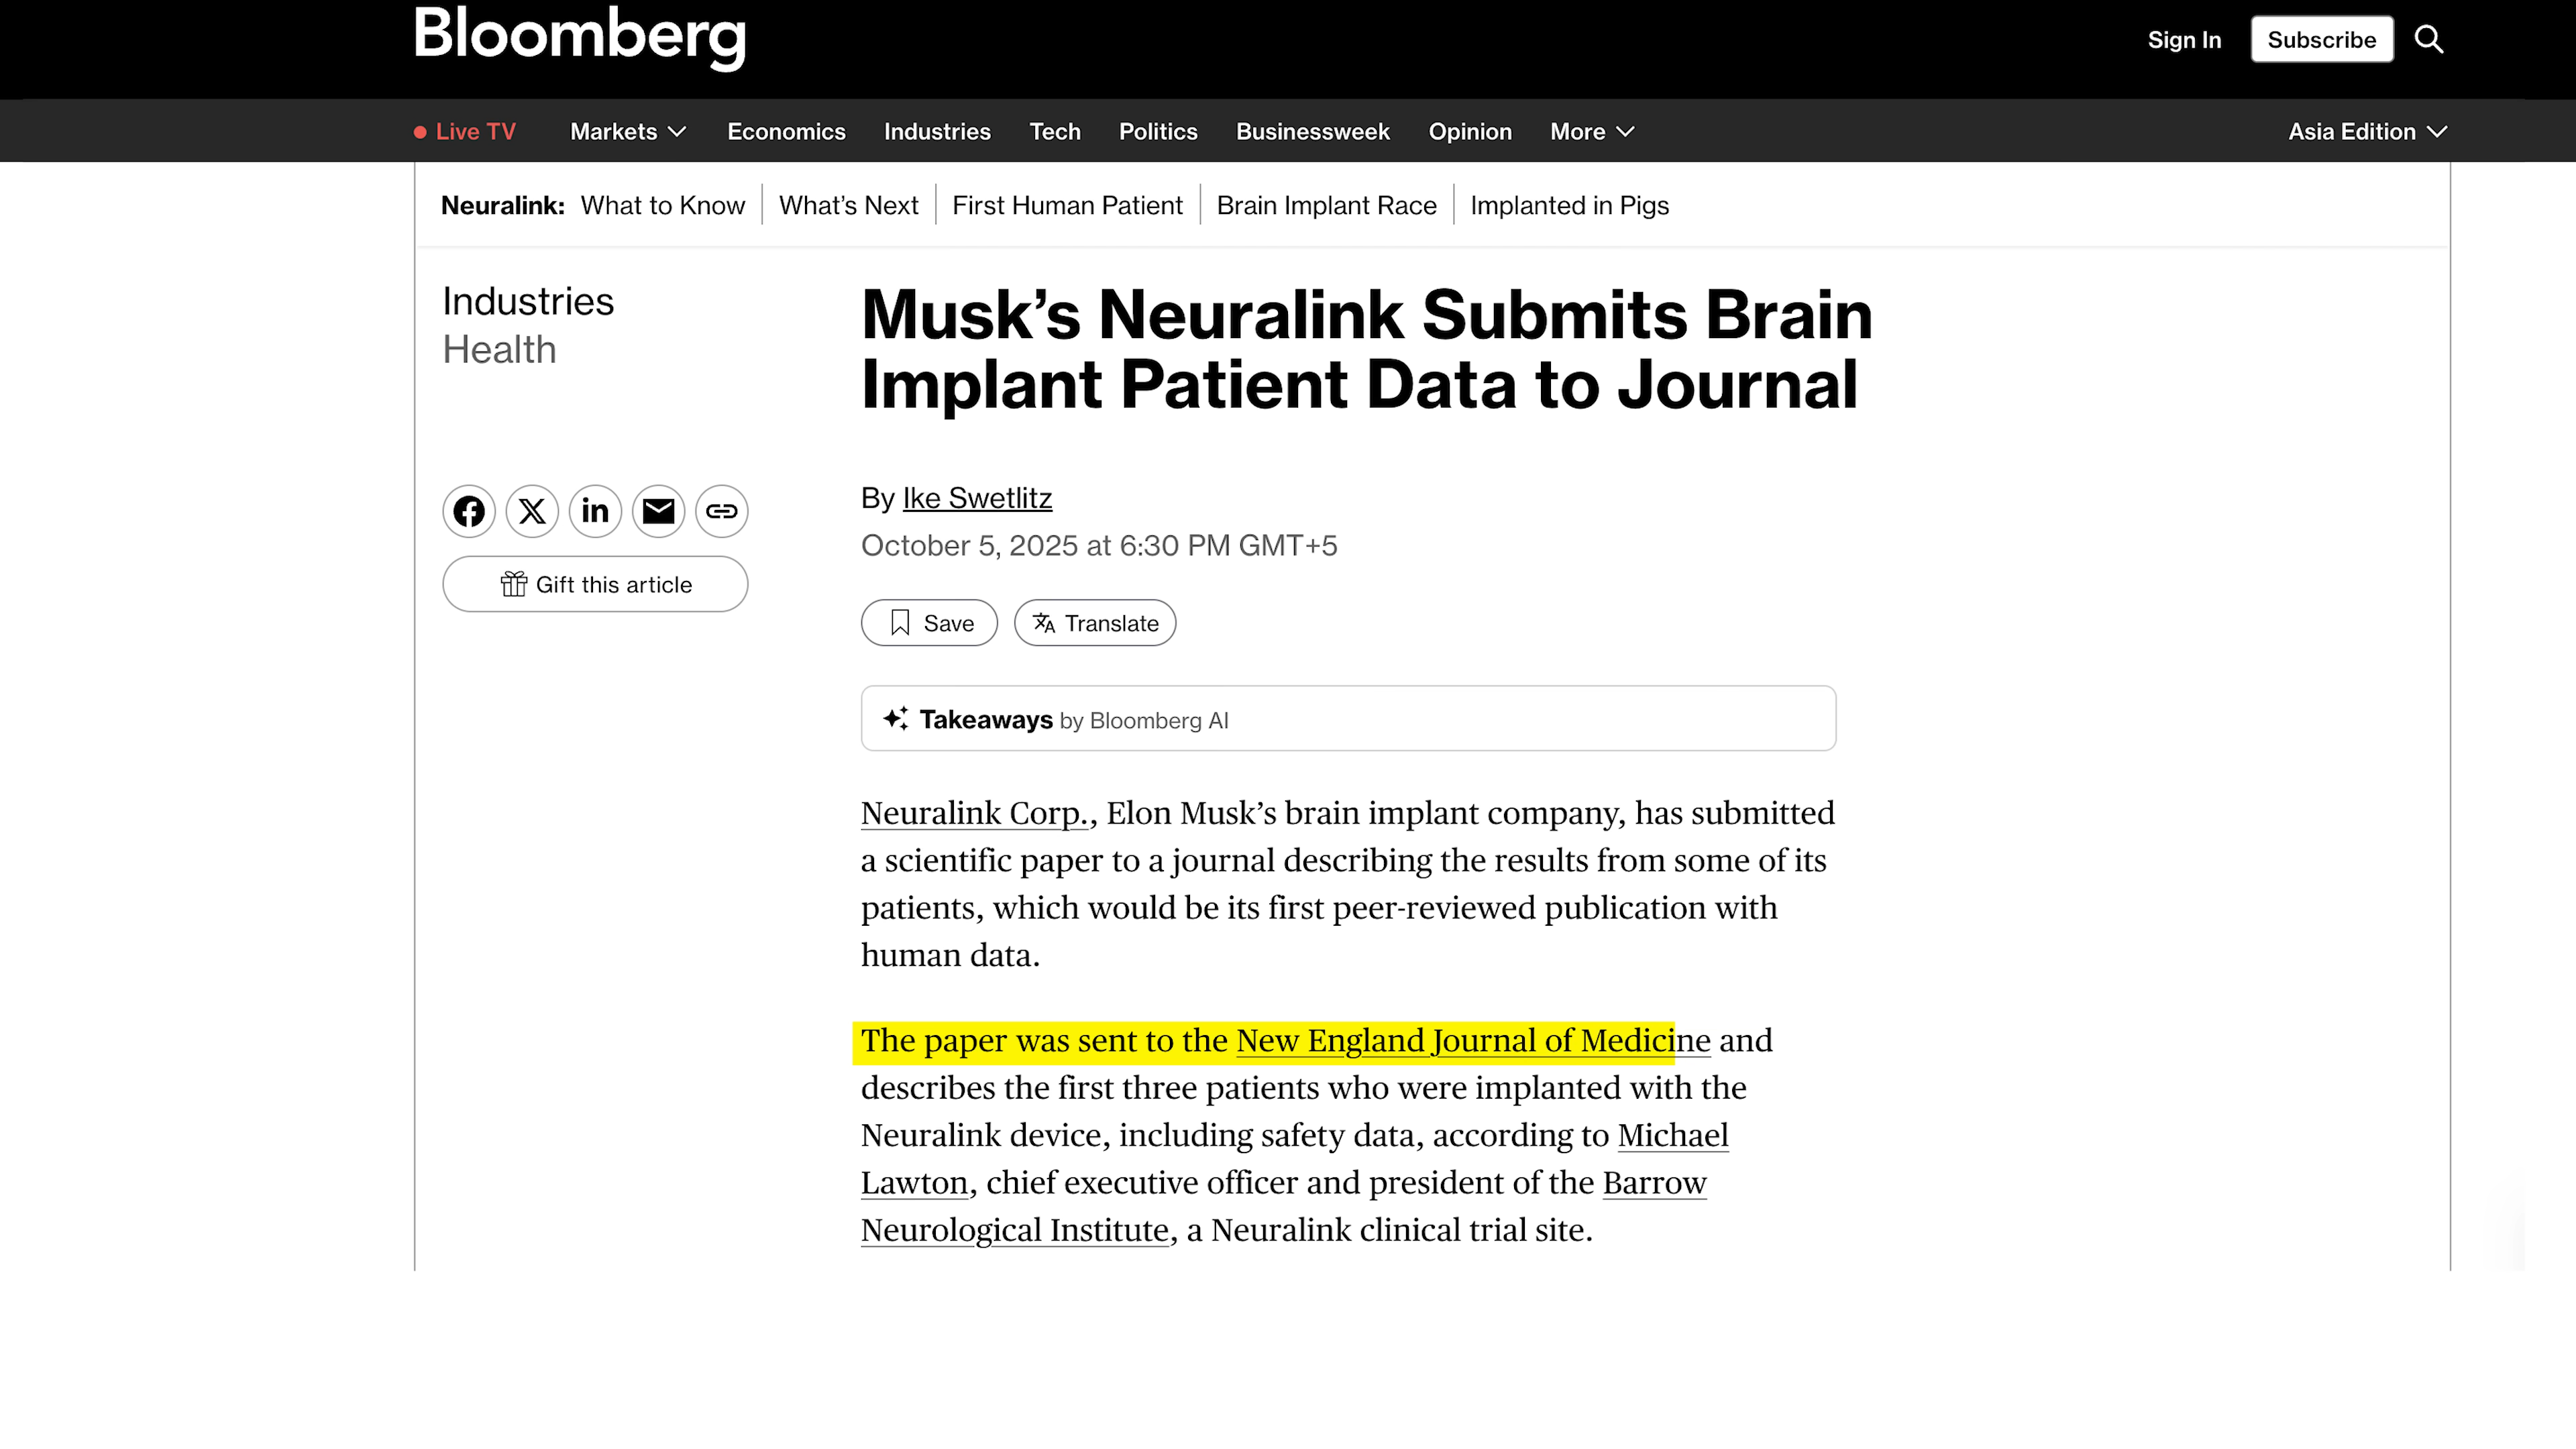 Bloomberg
Sign In
Subscribe
Live TV
Markets
Economics
Industries
Tech
Politics
Businessweek
Opinion
More
Asia Edition
Neuralink: What to Know
What’s Next
First Human Patient
Brain Implant Race
Implanted in Pigs
Industries
Health
Gift this article
Musk’s Neuralink Submits Brain
Implant Patient Data to Journal
By Ike Swetlitz
October 5, 2025 at 6:30 PM GMT+5
Save
Translate
Takeaways by Bloomberg AI
Neuralink Corp., Elon Musk’s brain implant company, has submitted
a scientific paper to a journal describing the results from some of its
patients, which would be its first peer-reviewed publication with
human data.
The paper was sent to the New England Journal of Medicine and
describes the first three patients who were implanted with the
Neuralink device, including safety data, according to Michael
Lawton, chief executive officer and president of the Barrow
Neurological Institute, a Neuralink clinical trial site.